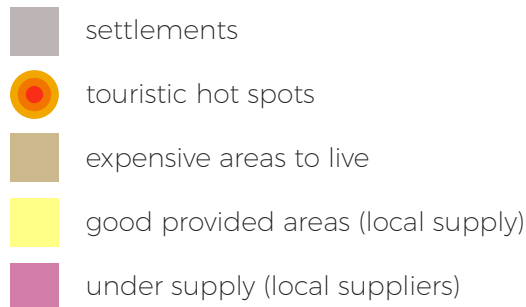 settlements
touristic hot spots
expensive areas to live
good provided areas (local supply)
under supply (local suppliers)